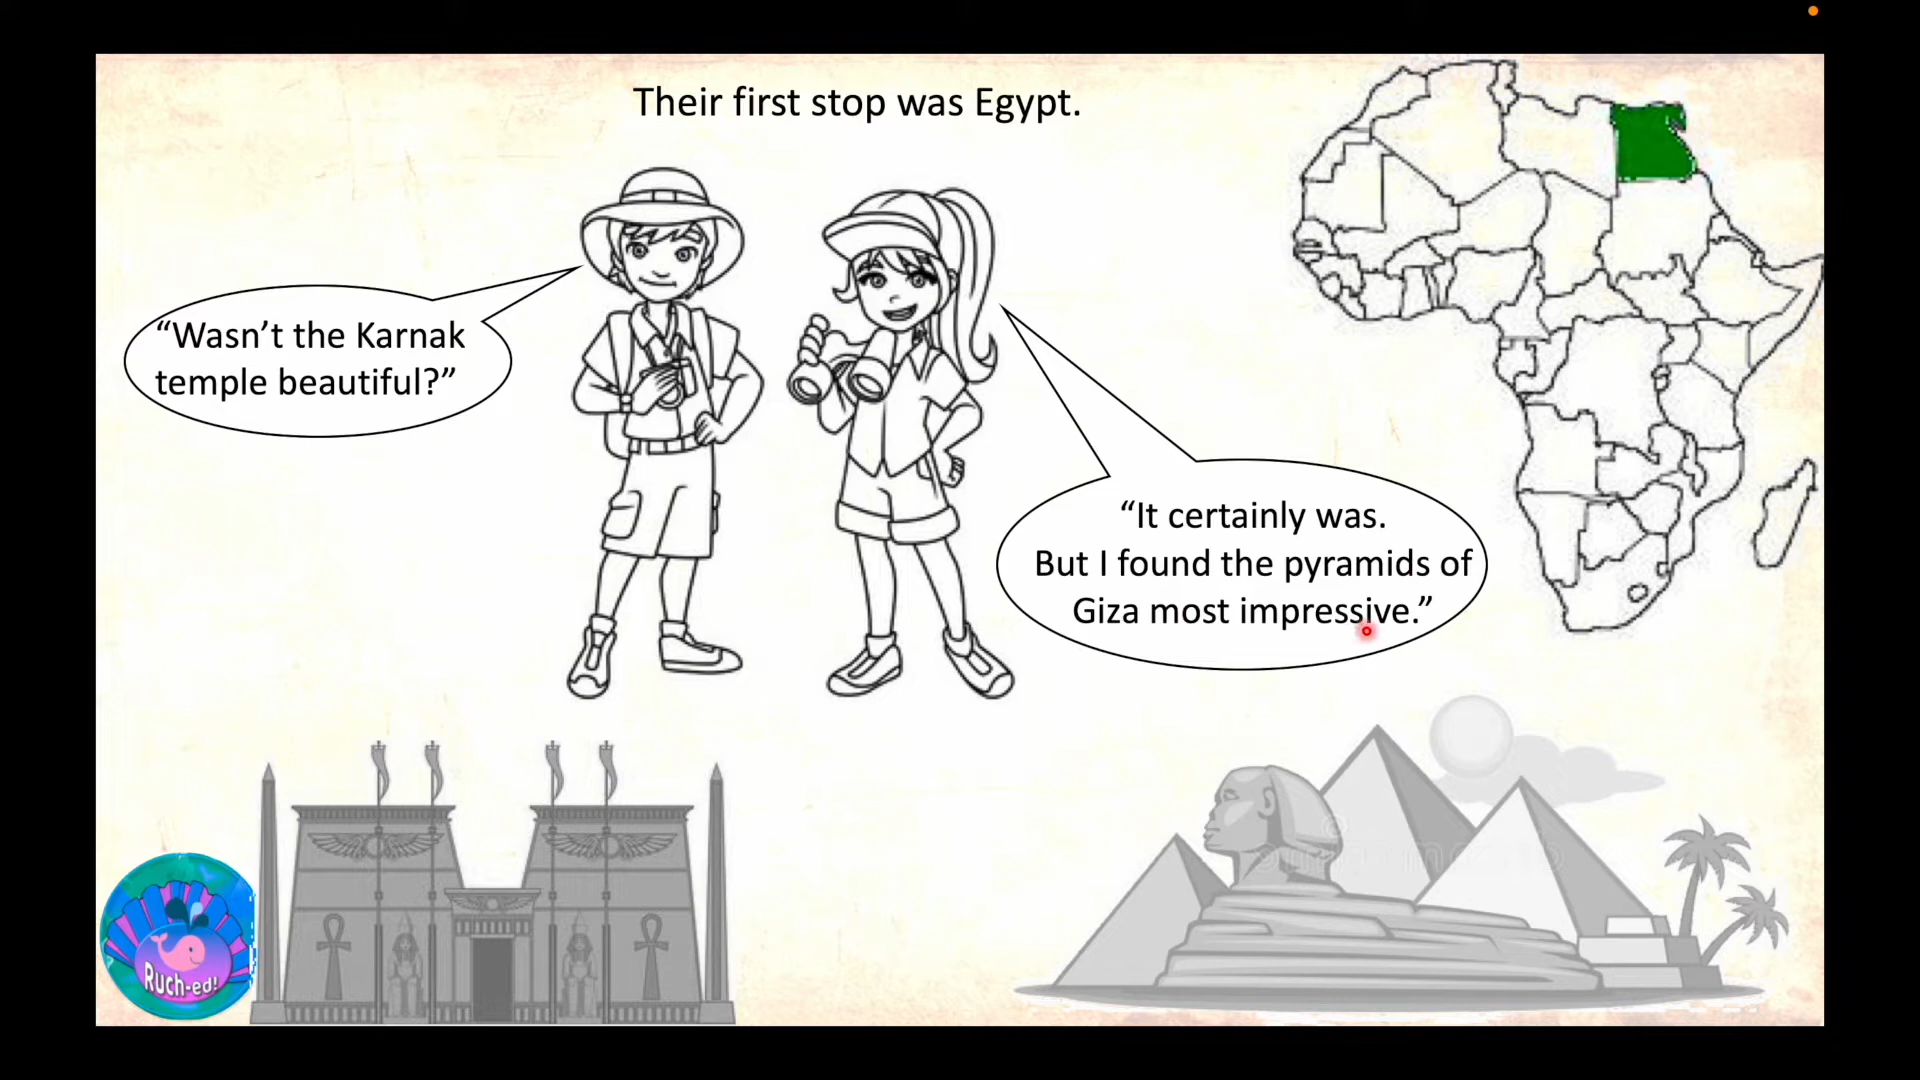 Their first stop was Egypt.
“Wasn’t the Karnak
temple beautiful?”
“It certainly was.
But I found the pyramids of
Giza most impressive.”
RUCH-ed!